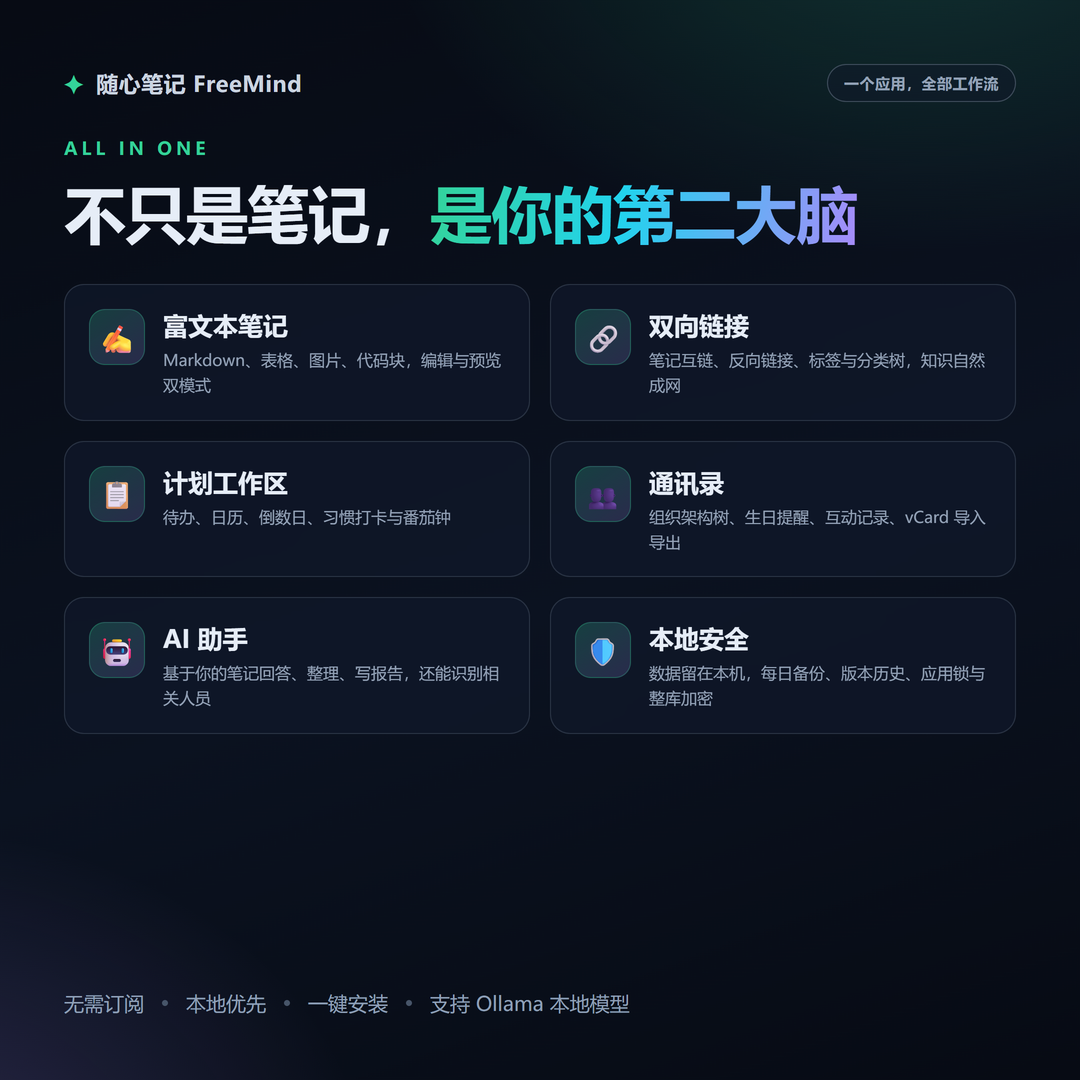 随心笔记 FreeMind
一个应用，全部工作流
ALL IN ONE
不只是笔记，是你的第二大脑
富文本笔记
Markdown、表格、图片、代码块，编辑与预览
双模式
双向链接
笔记互链、反向链接、标签与分类树，知识自然
成网
计划工作区
待办、日历、倒数日、习惯打卡与番茄钟
通讯录
组织架构树、生日提醒、互动记录、vCard 导入
导出
AI 助手
基于你的笔记回答、整理、写报告，还能识别相
关人员
本地安全
数据留在本机，每日备份、版本历史、应用锁与
整库加密
无需订阅 • 本地优先 • 一键安装 • 支持 Ollama 本地模型